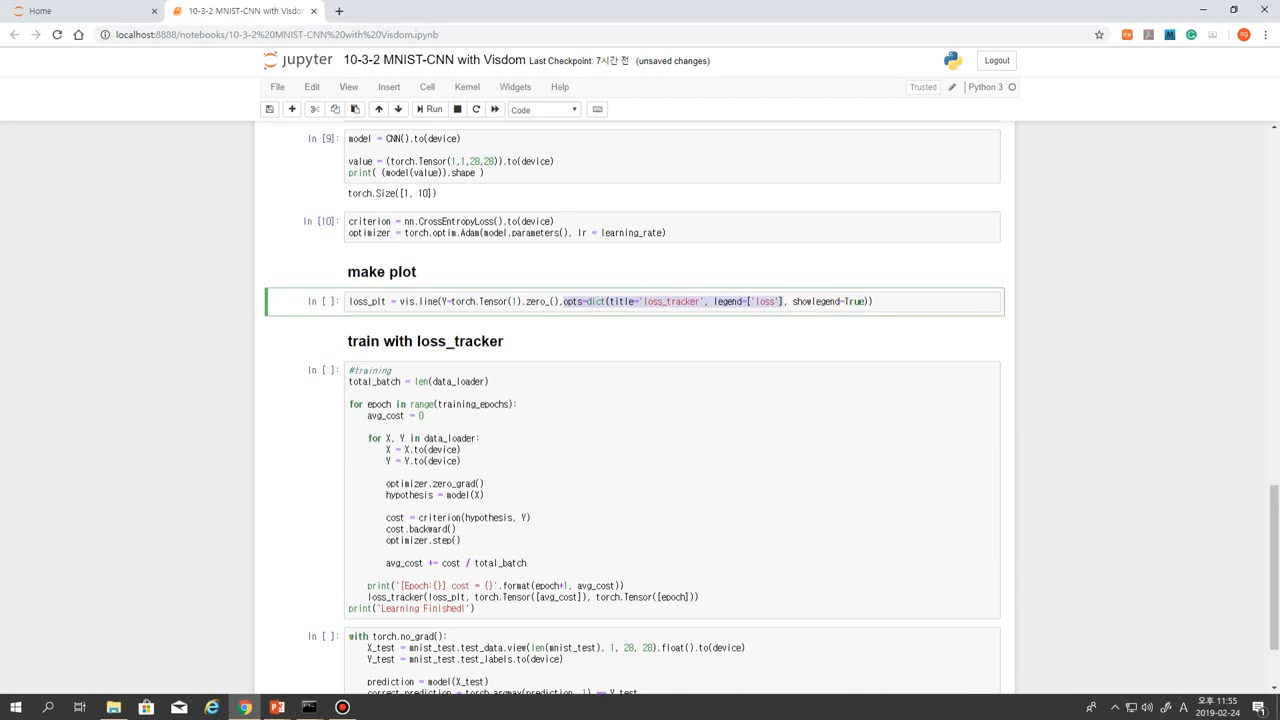 Home
10-3-2 MNIST-CNN with Visdom
localhost:8888/notebooks/10-3-2%20MNIST-CNN%20with%20Visdom.ipynb
jupyter 10-3-2 MNIST-CNN with Visdom Last Checkpoint: 7시간 전 (unsaved changes)
Logout
File Edit View Insert Cell Kernel Widgets Help
Trusted Python 3
Run Code
In [9]: model = CNN().to(device)
value = (torch.Tensor(1,1,28,28)).to(device)
print( (model(value)).shape )
torch.Size([1, 10])
In [10]: criterion = nn.CrossEntropyLoss().to(device)
optimizer = torch.optim.Adam(model.parameters(), lr = learning_rate)
make plot
In [ ]: loss_plt = vis.line(Y=torch.Tensor(1).zero_(),opts=dict(title='loss_tracker', legend=['loss'], showlegend=True))
train with loss_tracker
In [ ]: #training
total_batch = len(data_loader)
for epoch in range(training_epochs):
avg_cost = 0
for X, Y in data_loader:
X = X.to(device)
Y = Y.to(device)
optimizer.zero_grad()
hypothesis = model(X)
cost = criterion(hypothesis, Y)
cost.backward()
optimizer.step()
avg_cost += cost / total_batch
print('[Epoch:{}] cost = {}'.format(epoch+1, avg_cost))
loss_tracker(loss_plt, torch.Tensor([avg_cost]), torch.Tensor([epoch]))
print('Learning Finished!')
In [ ]: with torch.no_grad():
X_test = mnist_test.test_data.view(len(mnist_test), 1, 28, 28).float().to(device)
Y_test = mnist_test.test_labels.to(device)
prediction = model(X_test)
correct_prediction = torch.argmax(prediction, 1) == Y_test
A 오후 11:55
2019-02-24